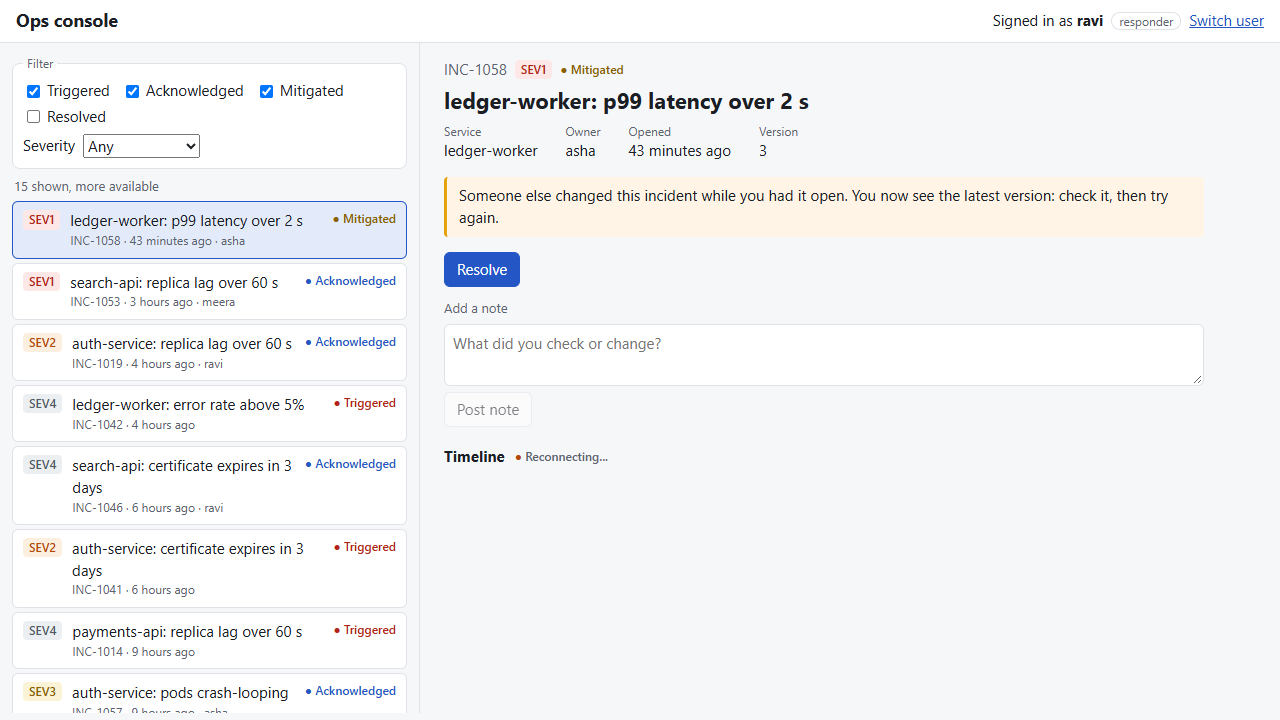 Ops console
Signed in as ravi responder Switch user
Filter
Triggered Acknowledged Mitigated
Resolved
Severity Any
15 shown, more available
SEV1 ledger-worker: p99 latency over 2 s Mitigated
INC-1058 · 43 minutes ago · asha
SEV1 search-api: replica lag over 60 s Acknowledged
INC-1053 · 3 hours ago · meera
SEV2 auth-service: replica lag over 60 s Acknowledged
INC-1019 · 4 hours ago · ravi
SEV4 ledger-worker: error rate above 5% Triggered
INC-1042 · 4 hours ago
SEV4 search-api: certificate expires in 3 Acknowledged
days
INC-1046 · 6 hours ago · ravi
SEV2 auth-service: certificate expires in 3 Triggered
days
INC-1041 · 6 hours ago
SEV4 payments-api: replica lag over 60 s Triggered
INC-1014 · 9 hours ago
SEV3 auth-service: pods crash-looping Acknowledged
INC-1057 · 9 hours ago · asha
INC-1058 SEV1 Mitigated
ledger-worker: p99 latency over 2 s
Service Owner Opened Version
ledger-worker asha 43 minutes ago 3
Someone else changed this incident while you had it open. You now see the latest version: check it, then try
again.
Resolve
Add a note
What did you check or change?
Post note
Timeline Reconnecting...